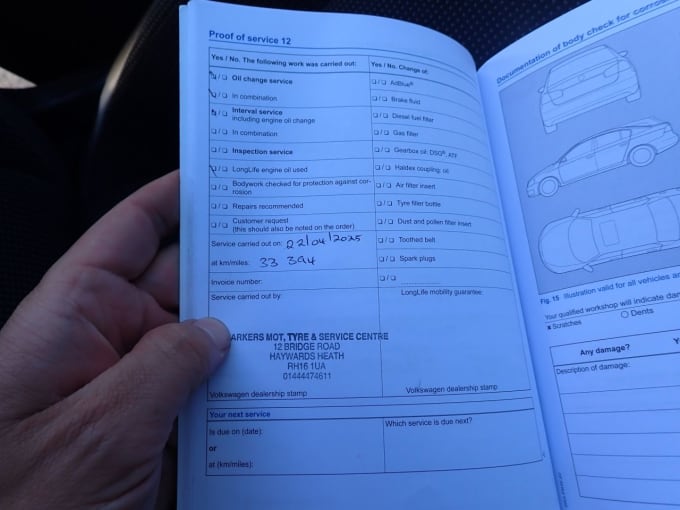 Proof of service 12
Yes / No. The following work was carried out:
❏ / ❏ Oil change service
❏ / ❏ In combination
❏ / ❏ Interval service
including engine oil change
❏ / ❏ In combination
❏ / ❏ Inspection service
❏ / ❏ LongLife engine oil used
❏ / ❏ Bodywork checked for protection against cor-
rosion
❏ / ❏ Repairs recommended
❏ / ❏ Customer request
(this should also be noted on the order)
Service carried out on: 22/04/2025
at km/miles: 33 394
Invoice number:
Service carried out by:
ARKERS MOT, TYRE & SERVICE CENTRE
12 BRIDGE ROAD
HAYWARDS HEATH
RH16 1UA
01444474611
Volkswagen dealership stamp
Yes / No. Change of:
❏ / ❏ AdBlue®
❏ / ❏ Brake fluid
❏ / ❏ Diesel fuel filter
❏ / ❏ Gas filter
❏ / ❏ Gearbox oil: DSG®, ATF
❏ / ❏ Haldex coupling: oil
❏ / ❏ Air filter insert
❏ / ❏ Tyre filler bottle
❏ / ❏ Dust and pollen filter insert
❏ / ❏ Toothed belt
❏ / ❏ Spark plugs
❏ / ❏
LongLife mobility guarantee:
Volkswagen dealership stamp
Your next service
Is due on (date):
or
at (km/miles):
Which service is due next?
Documentation of body check for corros
Fig. 15 Illustration valid for all vehicles a
Your qualified workshop will indicate da
x Scratches
O Dents
Any damage?
Y
Description of damage: